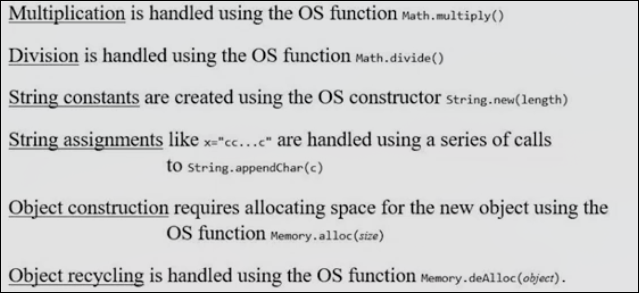 Multiplication is handled using the OS function Math.multiply()
Division is handled using the OS function Math.divide()
String constants are created using the OS constructor String.new(length)
String assignments like x="cc...c" are handled using a series of calls
to String.appendChar(c)
Object construction requires allocating space for the new object using the
OS function Memory.alloc(size)
Object recycling is handled using the OS function Memory.deAlloc(object).